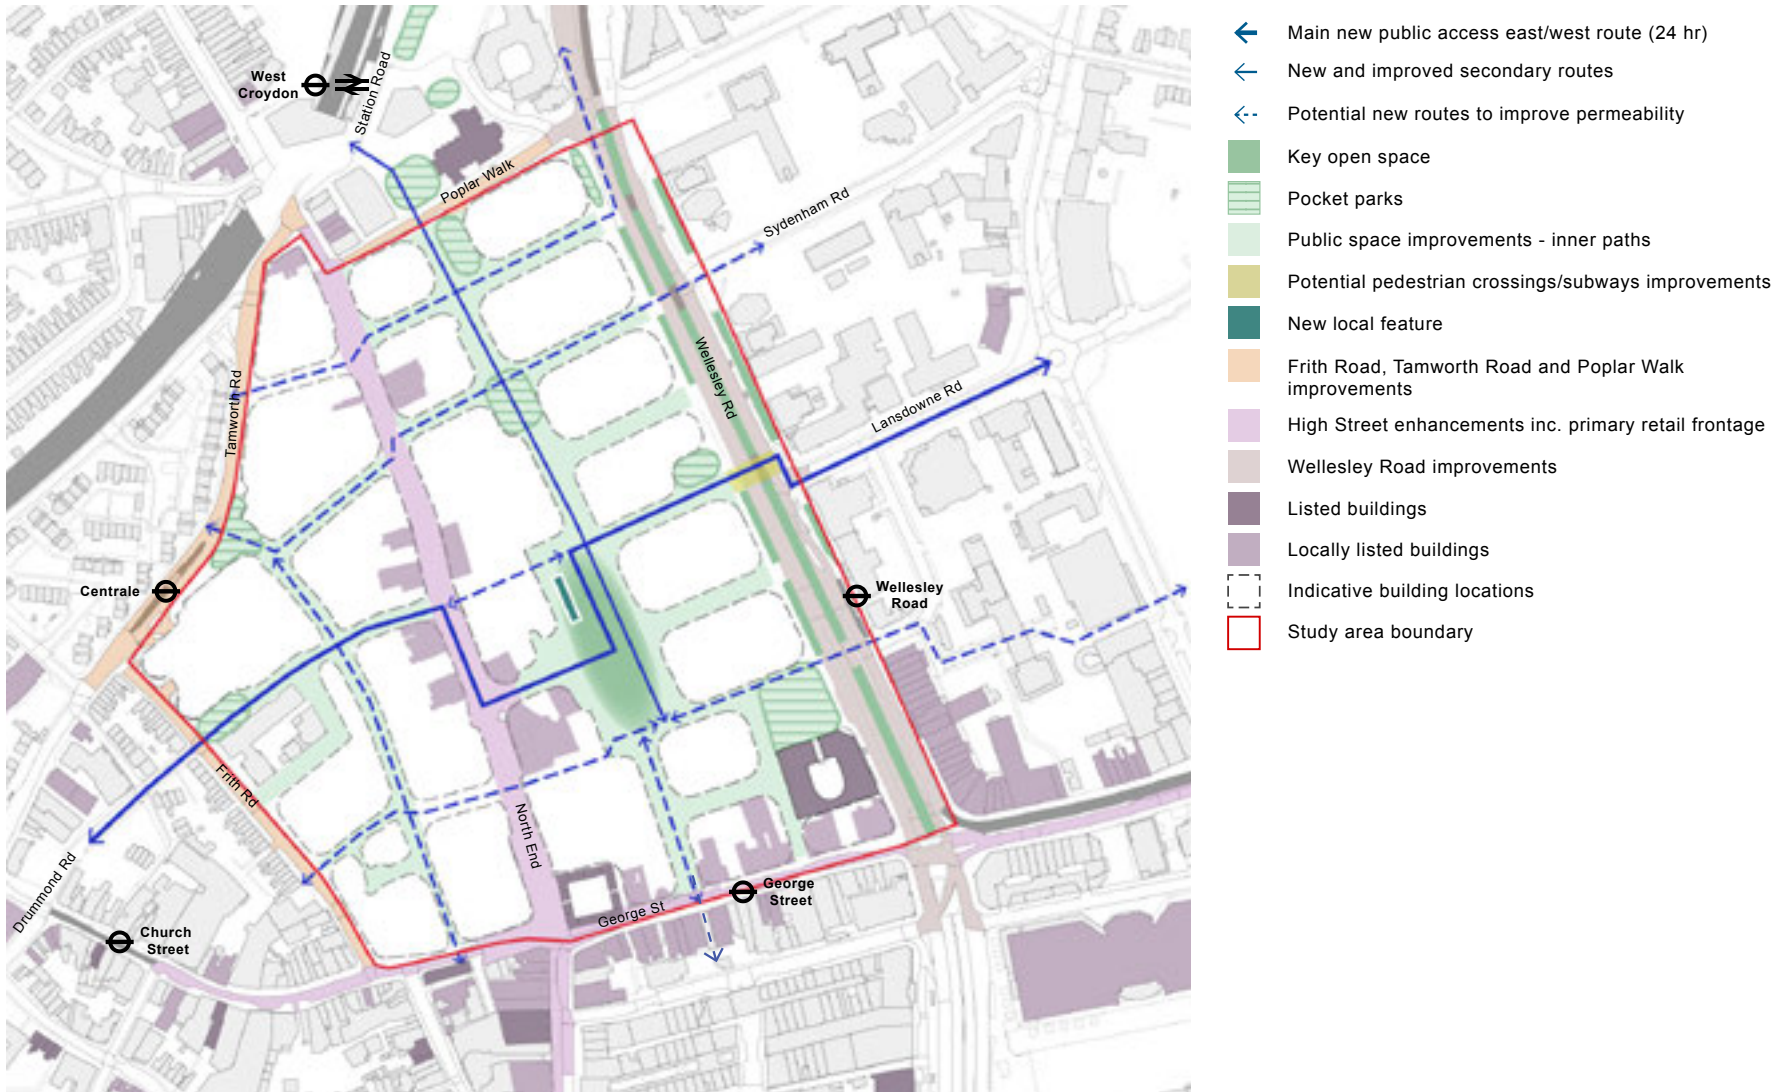 West
Croydon
Station Road
Poplar Walk
Sydenham Rd
Wellesley Rd
Tamworth Rd
Lansdowne Rd
Centrale
Wellesley
Road
Frith Rd
North End
Drummond Rd
George St
George
Street
Church
Street
Main new public access east/west route (24 hr)
New and improved secondary routes
Potential new routes to improve permeability
Key open space
Pocket parks
Public space improvements - inner paths
Potential pedestrian crossings/subways improvements
New local feature
Frith Road, Tamworth Road and Poplar Walk
improvements
High Street enhancements inc. primary retail frontage
Wellesley Road improvements
Listed buildings
Locally listed buildings
Indicative building locations
Study area boundary